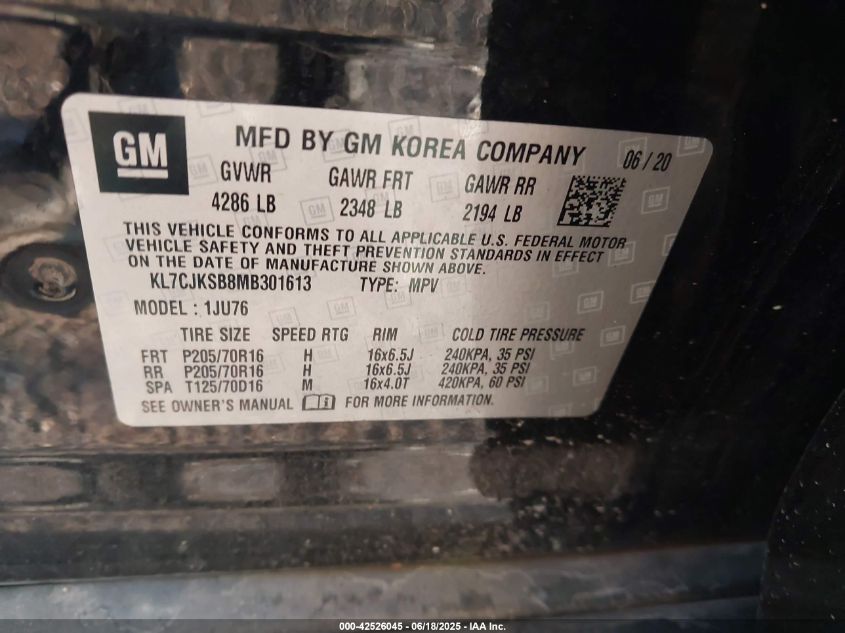 GM
MFD BY GM KOREA COMPANY 06/20
GVWR GAWR FRT GAWR RR
4286 LB 2348 LB 2194 LB
THIS VEHICLE CONFORMS TO ALL APPLICABLE U.S. FEDERAL MOTOR
VEHICLE SAFETY AND THEFT PREVENTION STANDARDS IN EFFECT
ON THE DATE OF MANUFACTURE SHOWN ABOVE.
KL7CJKSB8MB301613 TYPE: MPV
MODEL : 1JU76
TIRE SIZE SPEED RTG RIM COLD TIRE PRESSURE
FRT P205/70R16 H 16x6.5J 240KPA, 35 PSI
RR P205/70R16 H 16x6.5J 240KPA, 35 PSI
SPA T125/70D16 M 16x4.0T 420KPA, 60 PSI
SEE OWNER'S MANUAL FOR MORE INFORMATION.
000-42526045 - 06/18/2025 - IAA Inc.